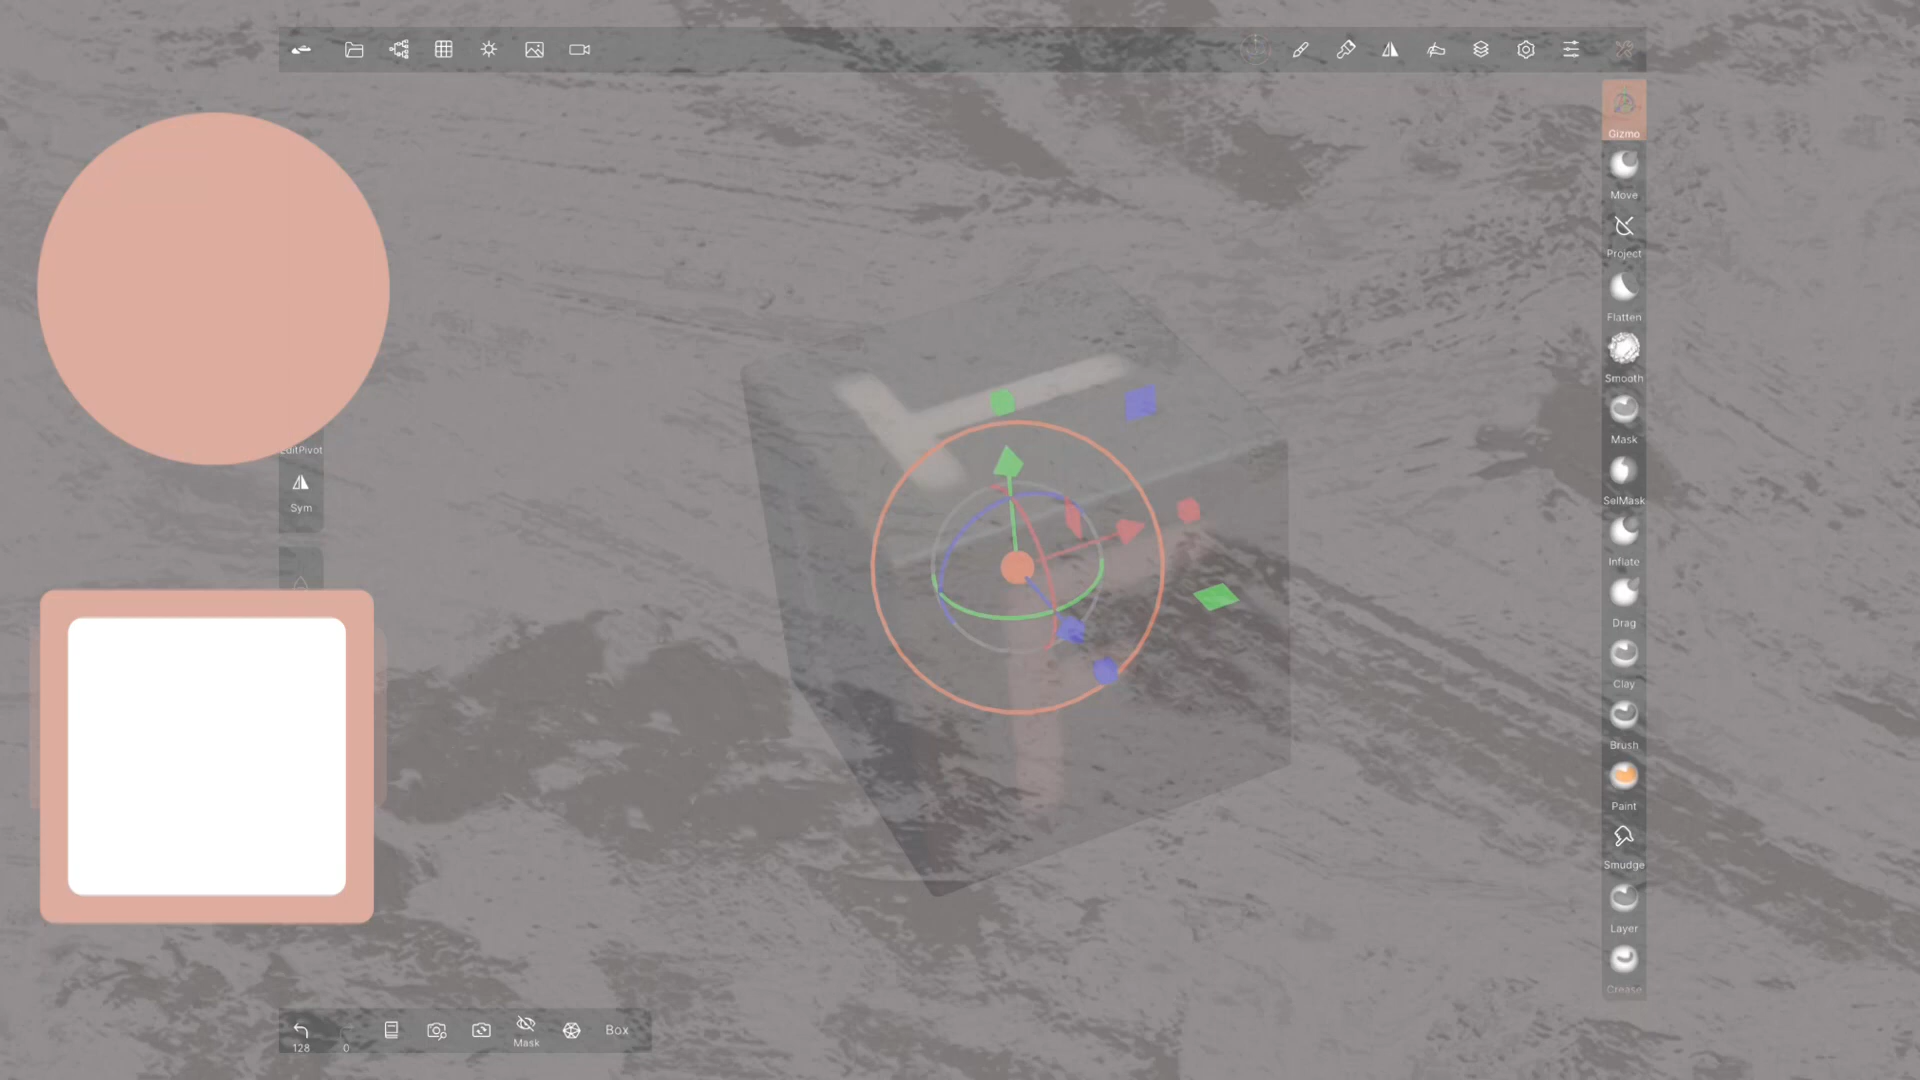 Gizmo
Move
Project
Flatten
Smooth
Mask
SelMask
Inflate
Drag
Clay
Brush
Paint
Smudge
Layer
Crease
EditPivot
Sym
128
0
Mask
Box